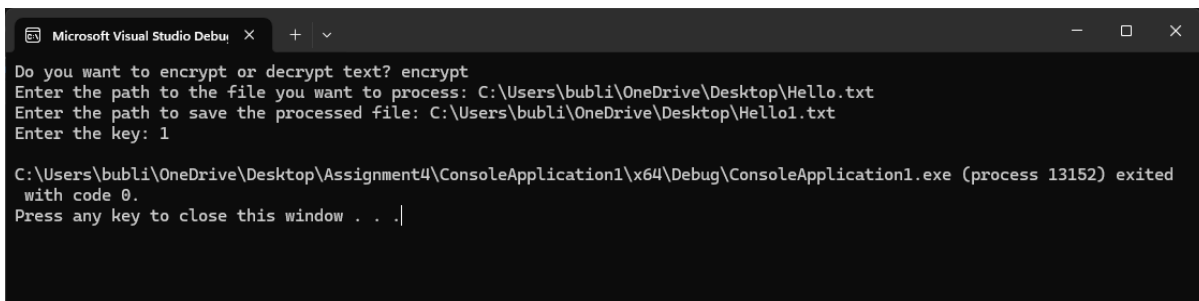 Microsoft Visual Studio Debu
Do you want to encrypt or decrypt text? encrypt
Enter the path to the file you want to process: C:\Users\bubli\OneDrive\Desktop\Hello.txt
Enter the path to save the processed file: C:\Users\bubli\OneDrive\Desktop\Hello1.txt
Enter the key: 1
C:\Users\bubli\OneDrive\Desktop\Assignment4\ConsoleApplication1\x64\Debug\ConsoleApplication1.exe (process 13152) exited
with code 0.
Press any key to close this window . . .